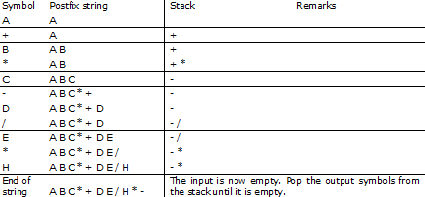 Symbol Postfix string Stack Remarks
A A
+ A +
B A B +
* A B + *
C A B C -
- A B C * + -
D A B C * + D -
/ A B C * + D - /
E A B C * + D E - /
* A B C * + D E / - *
H A B C * + D E / H - *
End of The input is now empty. Pop the output symbols from
string A B C * + D E / H * - the stack until it is empty.